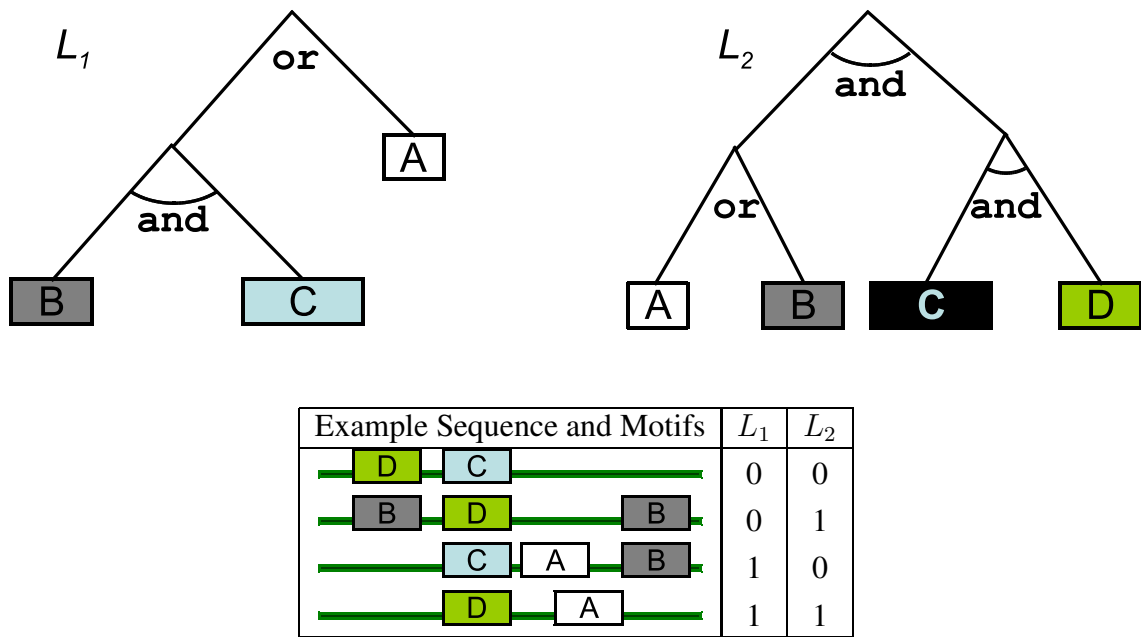 L1
or
A
and
B
C
L2
and
or
and
A
B
C
D
Example Sequence and Motifs L1 L2
D C 0 0
B D B 0 1
C A B 1 0
D A 1 1